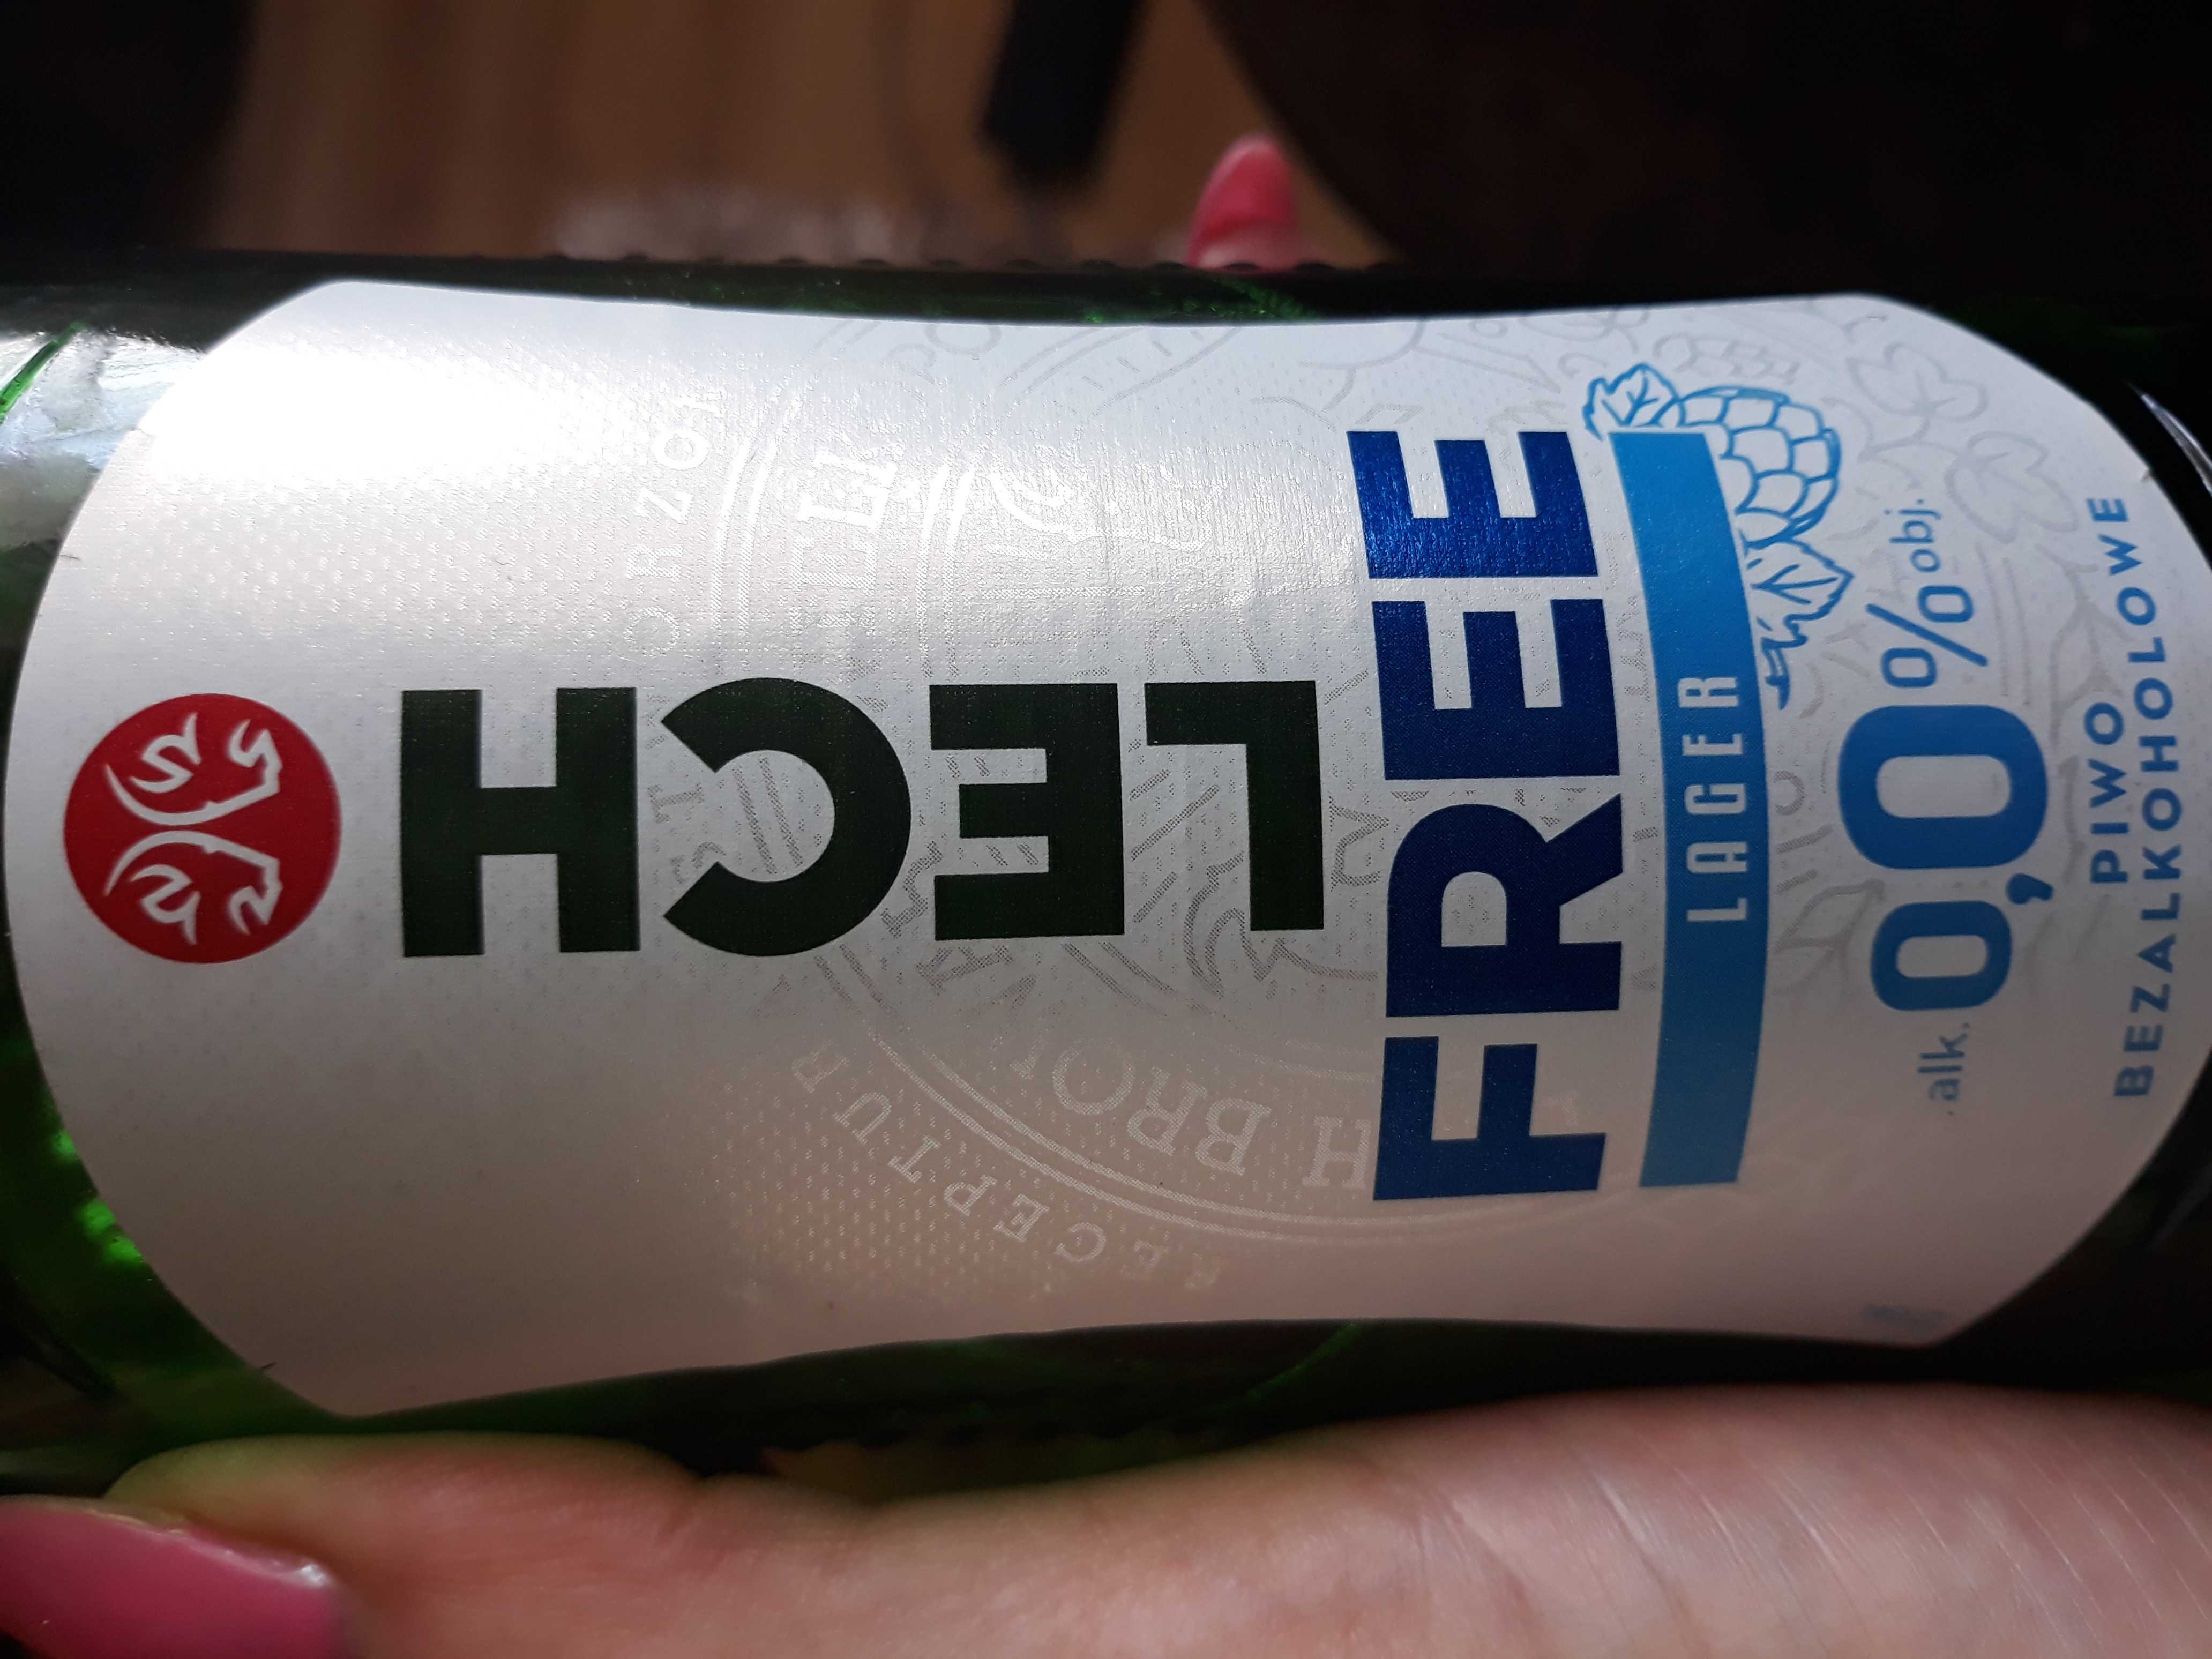 LECH
FREE
LAGER
alk. 0,0% obj.
PIWO
BEZALKOHOLOWE